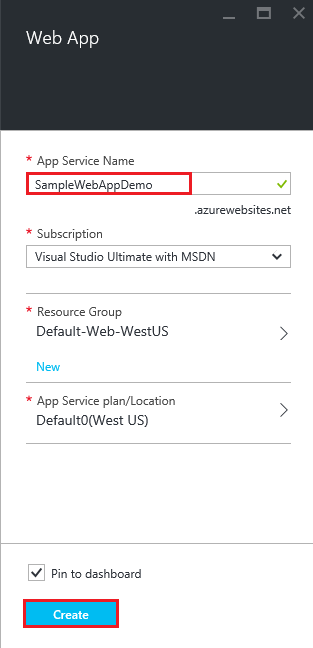 Web App
* App Service Name
SampleWebAppDemo
.azurewebsites.net
* Subscription
Visual Studio Ultimate with MSDN
* Resource Group
Default-Web-WestUS
New
* App Service plan/Location
Default0(West US)
Pin to dashboard
Create